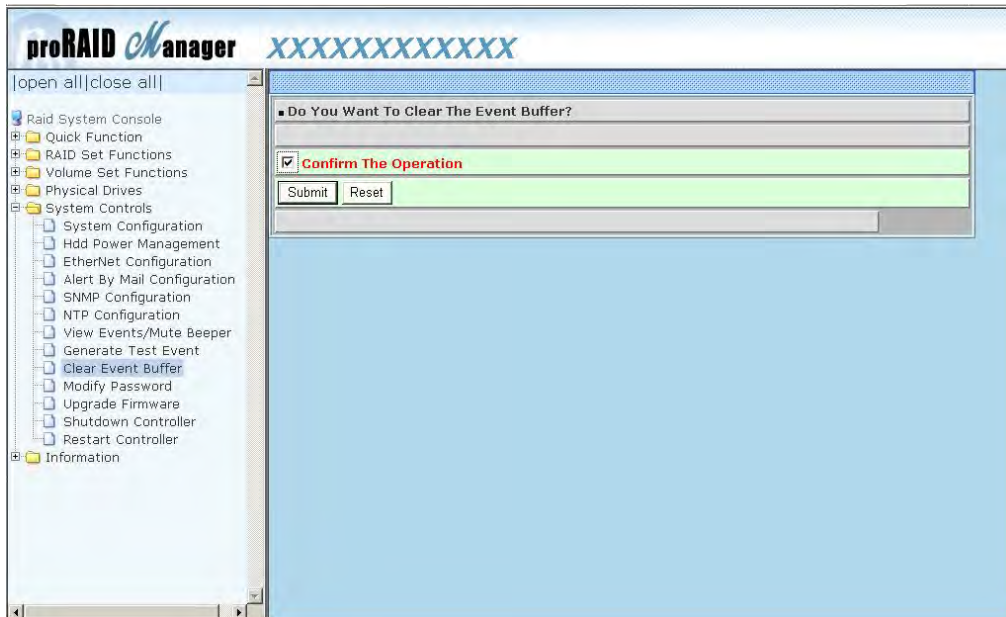 proRAID Manager XXXXXXXXXXXX
|open all|close all|
Raid System Console
Quick Function
RAID Set Functions
Volume Set Functions
Physical Drives
System Controls
System Configuration
Hdd Power Management
EtherNet Configuration
Alert By Mail Configuration
SNMP Configuration
NTP Configuration
View Events/Mute Beeper
Generate Test Event
Clear Event Buffer
Modify Password
Upgrade Firmware
Shutdown Controller
Restart Controller
Information
Do You Want To Clear The Event Buffer?
Confirm The Operation
Submit Reset